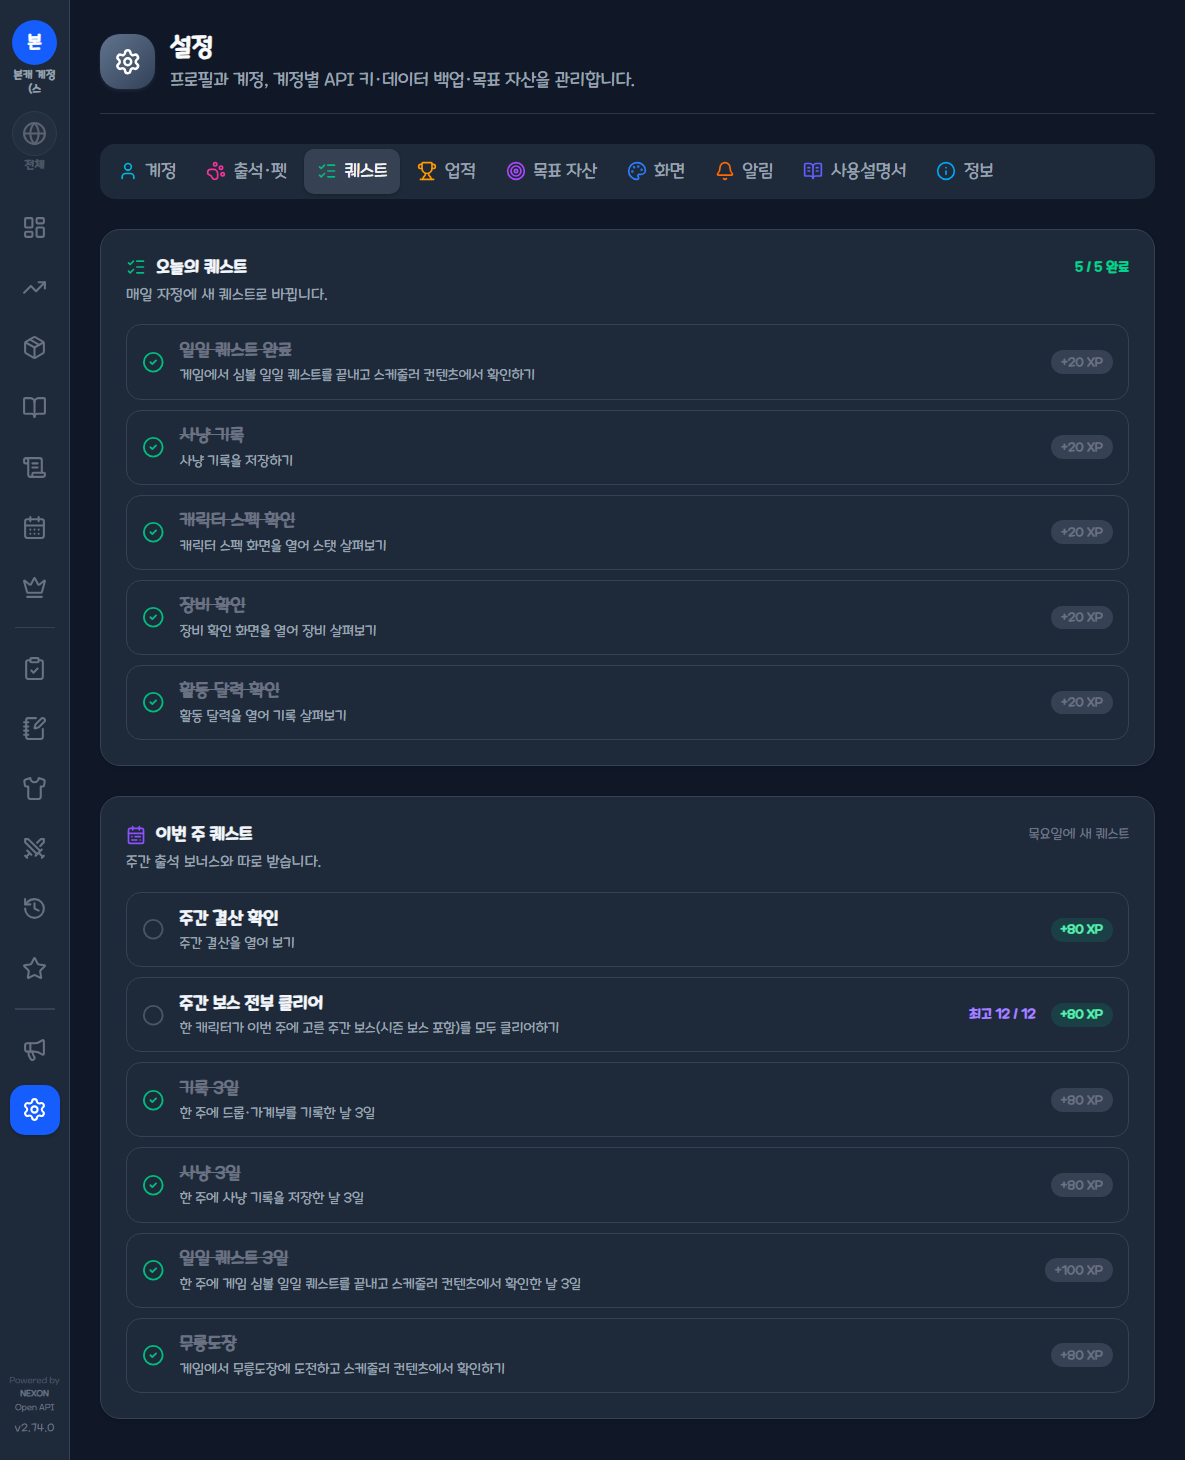 본
본캐 계정
(스
전체
Powered by
NEXON
Open API
v2.74.0
설정
프로필과 계정, 계정별 API 키·데이터 백업·목표 자산을 관리합니다.
계정
출석·펫
퀘스트
업적
목표 자산
화면
알림
사용설명서
정보
오늘의 퀘스트
5 / 5 완료
매일 자정에 새 퀘스트로 바뀝니다.
일일 퀘스트 완료
게임에서 심볼 일일 퀘스트를 끝내고 스케줄러 컨텐츠에서 확인하기
+20 XP
사냥 기록
사냥 기록을 저장하기
+20 XP
캐릭터 스펙 확인
캐릭터 스펙 화면을 열어 스탯 살펴보기
+20 XP
장비 확인
장비 확인 화면을 열어 장비 살펴보기
+20 XP
활동 달력 확인
활동 달력을 열어 기록 살펴보기
+20 XP
이번 주 퀘스트
목요일에 새 퀘스트
주간 출석 보너스와 따로 받습니다.
주간 결산 확인
주간 결산을 열어 보기
+80 XP
주간 보스 전부 클리어
한 캐릭터가 이번 주에 고른 주간 보스(시즌 보스 포함)를 모두 클리어하기
최고 12 / 12
+80 XP
기록 3일
한 주에 드롭·가계부를 기록한 날 3일
+80 XP
사냥 3일
한 주에 사냥 기록을 저장한 날 3일
+80 XP
일일 퀘스트 3일
한 주에 게임 심볼 일일 퀘스트를 끝내고 스케줄러 컨텐츠에서 확인한 날 3일
+100 XP
무릉도장
게임에서 무릉도장에 도전하고 스케줄러 컨텐츠에서 확인하기
+80 XP